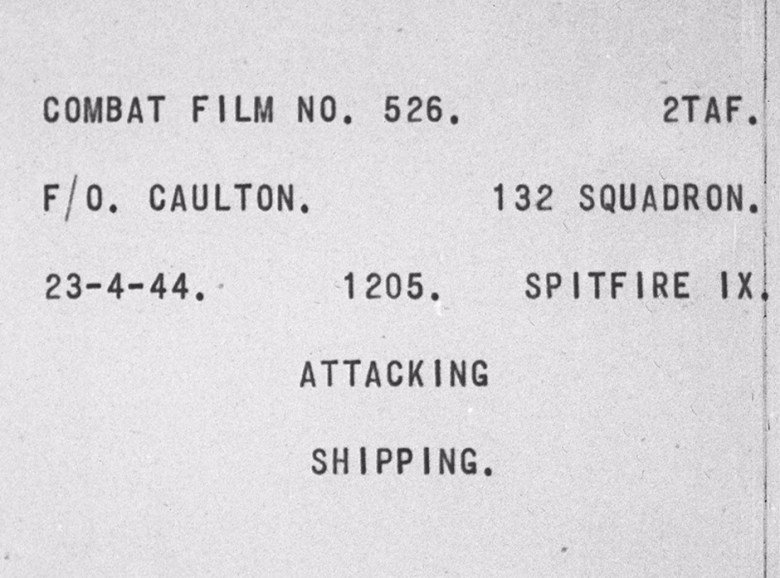 COMBAT FILM NO. 526. 2TAF.
F/O. CAULTON. 132 SQUADRON.
23-4-44. 1205. SPITFIRE IX.
ATTACKING
SHIPPING.